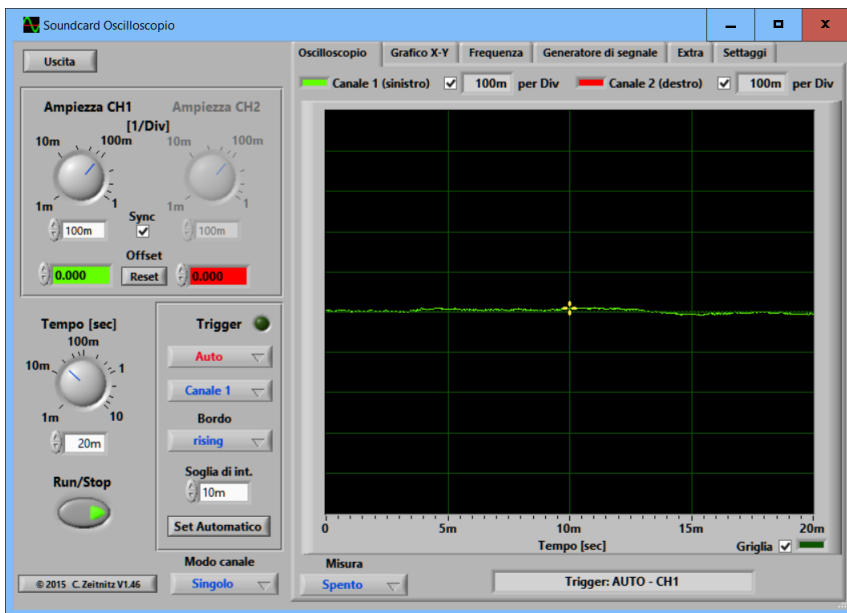 Soundcard Oscilloscopio
Uscita
Ampiezza CH1
Ampiezza CH2
[1/Div]
10m
100m
10m
100m
1m
1
1m
1
Sync
100m
100m
Offset
0.000
Reset
0.000
Tempo [sec]
100m
10m
1
1m
10
20m
Run/Stop
Trigger
Auto
Canale 1
Bordo
rising
Soglia di int.
10m
Set Automatico
Modo canale
Singolo
© 2015 C. Zeitnitz V1.46
Oscilloscopio Grafico X-Y Frequenza Generatore di segnale Extra Settaggi
Canale 1 (sinistro) 100m per Div Canale 2 (destro) 100m per Div
0 5m 10m 15m 20m
Tempo [sec]
Griglia
Misura
Spento
Trigger: AUTO - CH1